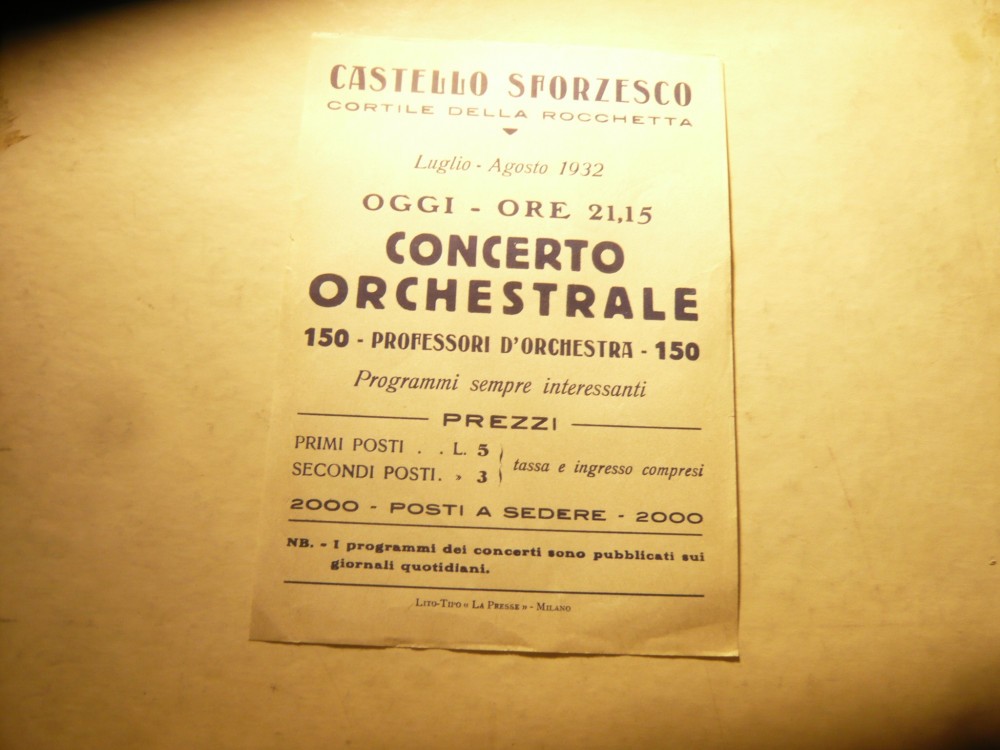 CASTELLO SFORZESCO
CORTILE DELLA ROCCHETTA
Luglio - Agosto 1932
OGGI - ORE 21,15
CONCERTO
ORCHESTRALE
150 - PROFESSORI D'ORCHESTRA - 150
Programmi sempre interessanti
PREZZI
PRIMI POSTI . . L. 5
SECONDI POSTI. » 3
tassa e ingresso compresi
2000 - POSTI A SEDERE - 2000
NB. - I programmi dei concerti sono pubblicati sui
giornali quotidiani.
LITO-TIPO « LA PRESSE » - MILANO